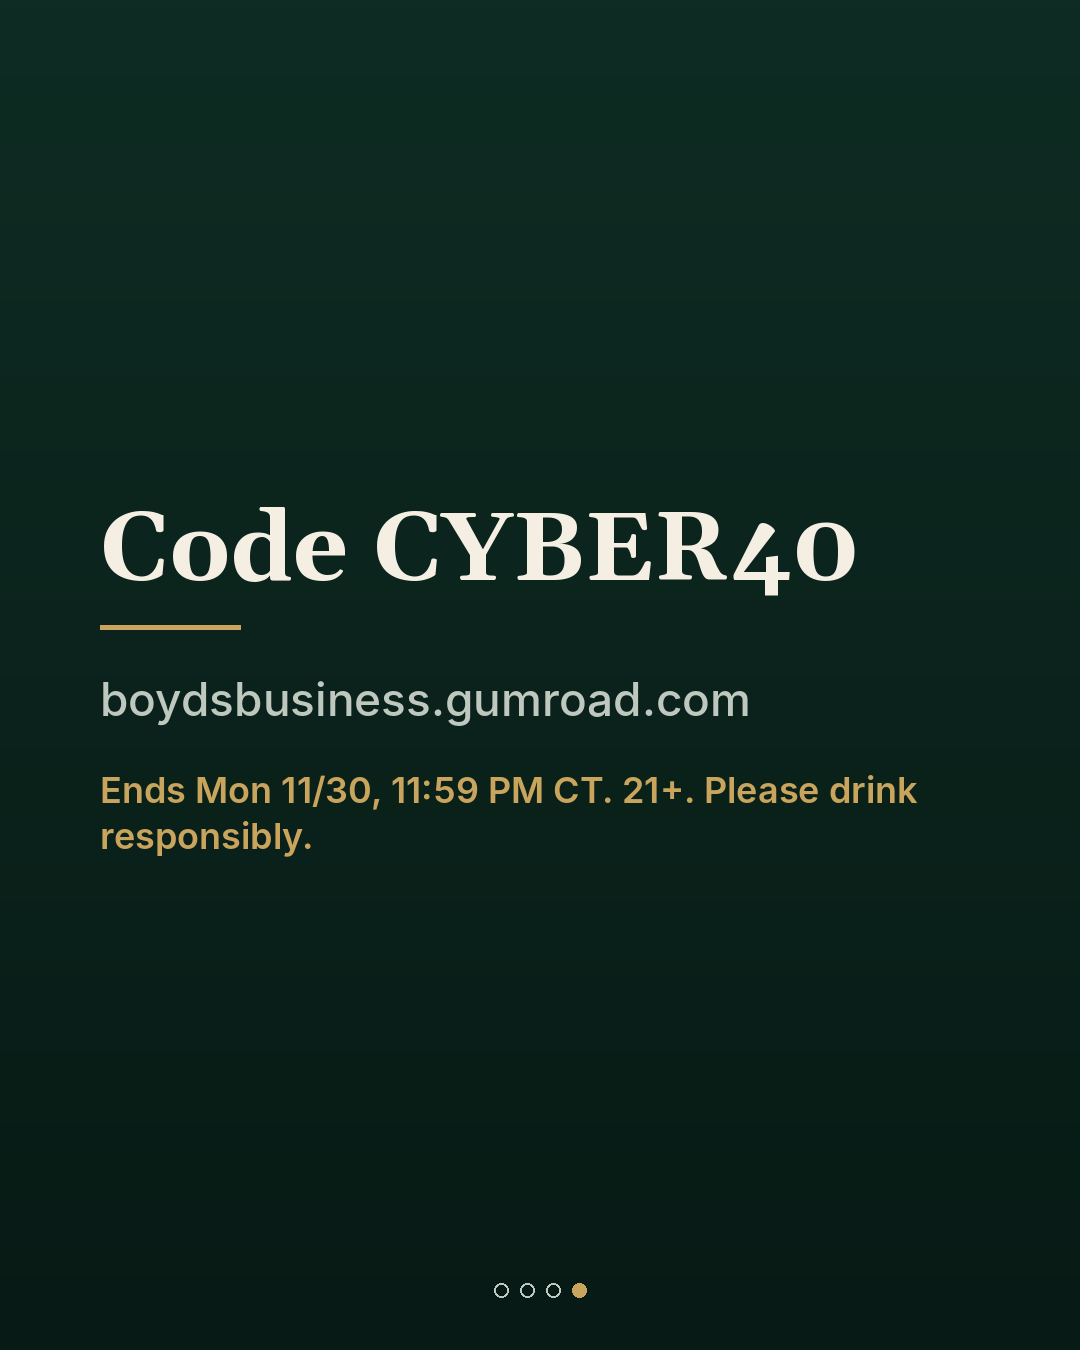 Code CYBER40
boydsbusiness.gumroad.com
Ends Mon 11/30, 11:59 PM CT. 21+. Please drink
responsibly.